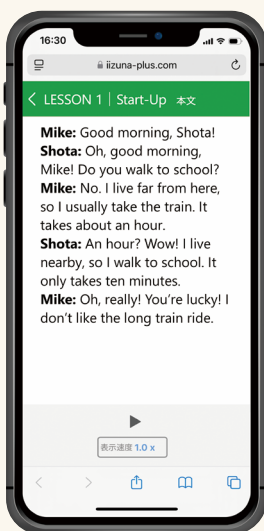 16:30
iizuna-plus.com
LESSON 1 | Start-Up 本文
Mike: Good morning, Shota!
Shota: Oh, good morning,
Mike! Do you walk to school?
Mike: No. I live far from here,
so I usually take the train. It
takes about an hour.
Shota: An hour? Wow! I live
nearby, so I walk to school. It
only takes ten minutes.
Mike: Oh, really! You're lucky! I
don't like the long train ride.
表示速度 1.0 x